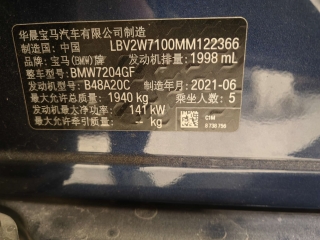 华晨宝马汽车有限公司制造
制造国：中国 LBV2W7100MM122366
品牌：宝马(BMW)牌 发动机排量：1998 mL
整车型号：BMW7204GF
发动机型号：B48A20C 制造年月：2021-06
最大允许总质量：1940 kg 乘坐人数：5
发动机最大净功率：141 kW
最大允许牵引质量：— kg
C1M